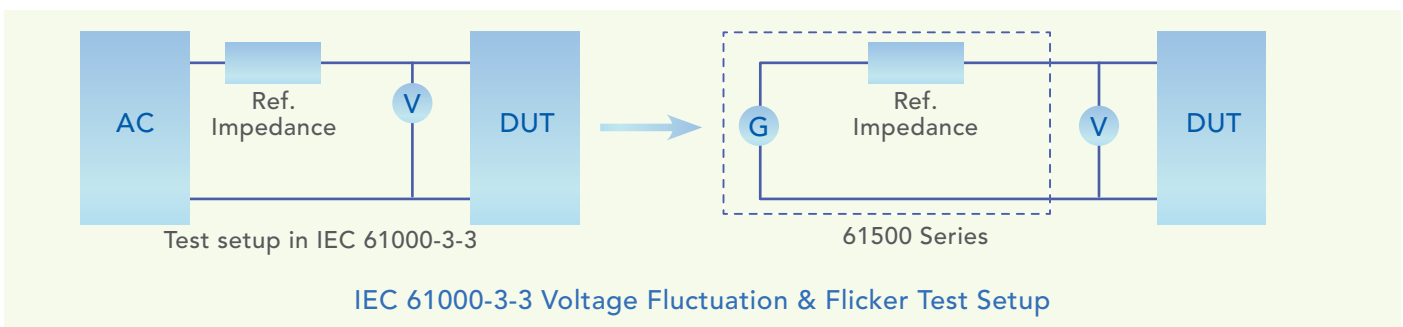 AC
Ref.
Impedance
V
DUT
Test setup in IEC 61000-3-3
G
Ref.
Impedance
V
DUT
61500 Series
IEC 61000-3-3 Voltage Fluctuation & Flicker Test Setup